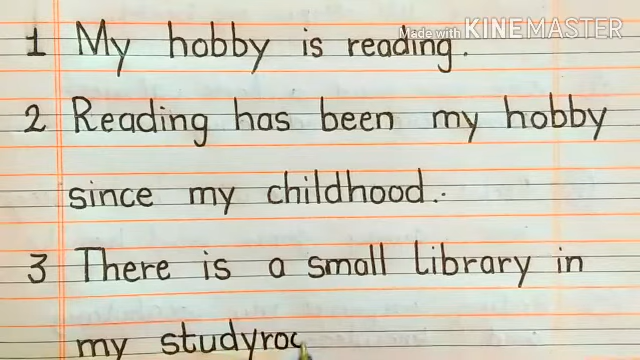 Made with KINEMASTER
1 My hobby is reading.
2 Reading has been my hobby
since my childhood.
3 There is a small library in
my studyroo